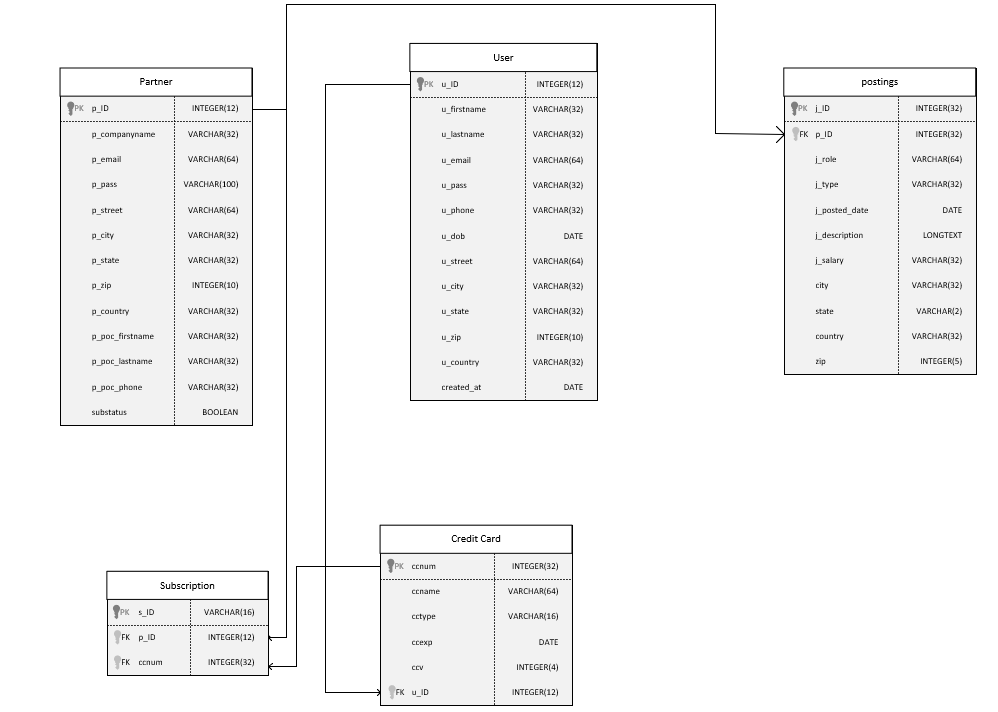 Partner
PK p_ID INTEGER(12)
p_companyname VARCHAR(32)
p_email VARCHAR(64)
p_pass VARCHAR(100)
p_street VARCHAR(64)
p_city VARCHAR(32)
p_state VARCHAR(32)
p_zip INTEGER(10)
p_country VARCHAR(32)
p_poc_firstname VARCHAR(32)
p_poc_lastname VARCHAR(32)
p_poc_phone VARCHAR(32)
substatus BOOLEAN
User
PK u_ID INTEGER(12)
u_firstname VARCHAR(32)
u_lastname VARCHAR(32)
u_email VARCHAR(64)
u_pass VARCHAR(32)
u_phone VARCHAR(32)
u_dob DATE
u_street VARCHAR(64)
u_city VARCHAR(32)
u_state VARCHAR(32)
u_zip INTEGER(10)
u_country VARCHAR(32)
created_at DATE
postings
PK j_ID INTEGER(32)
FK p_ID INTEGER(32)
j_role VARCHAR(64)
j_type VARCHAR(32)
j_posted_date DATE
j_description LONGTEXT
j_salary VARCHAR(32)
city VARCHAR(32)
state VARCHAR(2)
country VARCHAR(32)
zip INTEGER(5)
Subscription
PK s_ID VARCHAR(16)
FK p_ID INTEGER(12)
FK ccnum INTEGER(32)
Credit Card
PK ccnum INTEGER(32)
ccname VARCHAR(64)
cctype VARCHAR(16)
ccexp DATE
ccv INTEGER(4)
FK u_ID INTEGER(12)